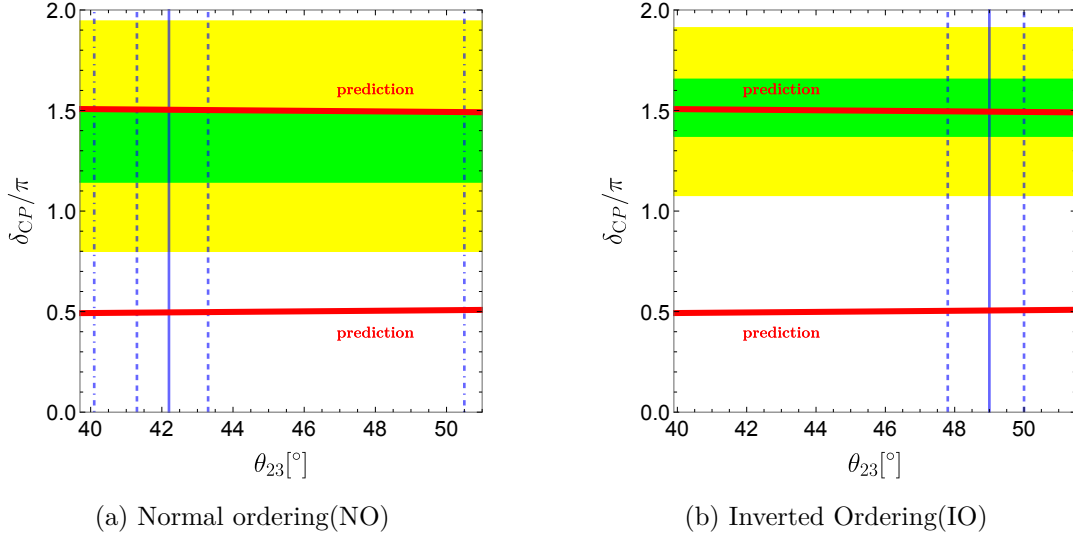 2.0
1.5
1.0
0.5
0.0
δ_CP/π
prediction
prediction
40 42 44 46 48 50
θ₂₃[°]
(a) Normal ordering(NO)
2.0
1.5
1.0
0.5
0.0
δ_CP/π
prediction
prediction
40 42 44 46 48 50
θ₂₃[°]
(b) Inverted Ordering(IO)